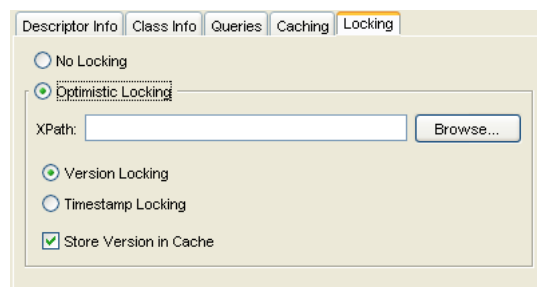 Descriptor Info Class Info Queries Caching Locking
No Locking
Optimistic Locking
XPath: Browse...
Version Locking
Timestamp Locking
Store Version in Cache